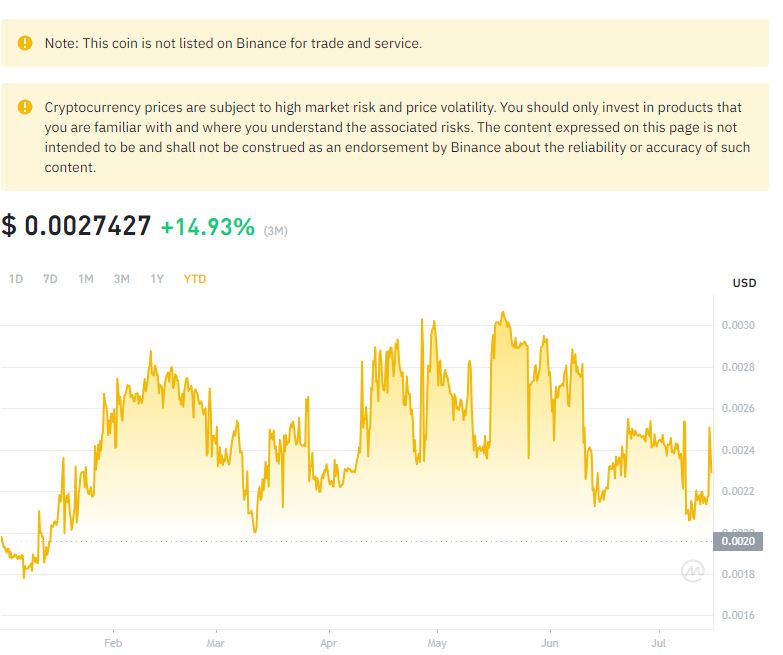 Note: This coin is not listed on Binance for trade and service.
Cryptocurrency prices are subject to high market risk and price volatility. You should only invest in products that
you are familiar with and where you understand the associated risks. The content expressed on this page is not
intended to be and shall not be construed as an endorsement by Binance about the reliability or accuracy of such
content.
$ 0.0027427 +14.93% (3M)
1D 7D 1M 3M 1Y YTD
USD
0.0030
0.0028
0.0026
0.0024
0.0022
0.0020
0.0020
0.0018
0.0016
Feb Mar Apr May Jun Jul